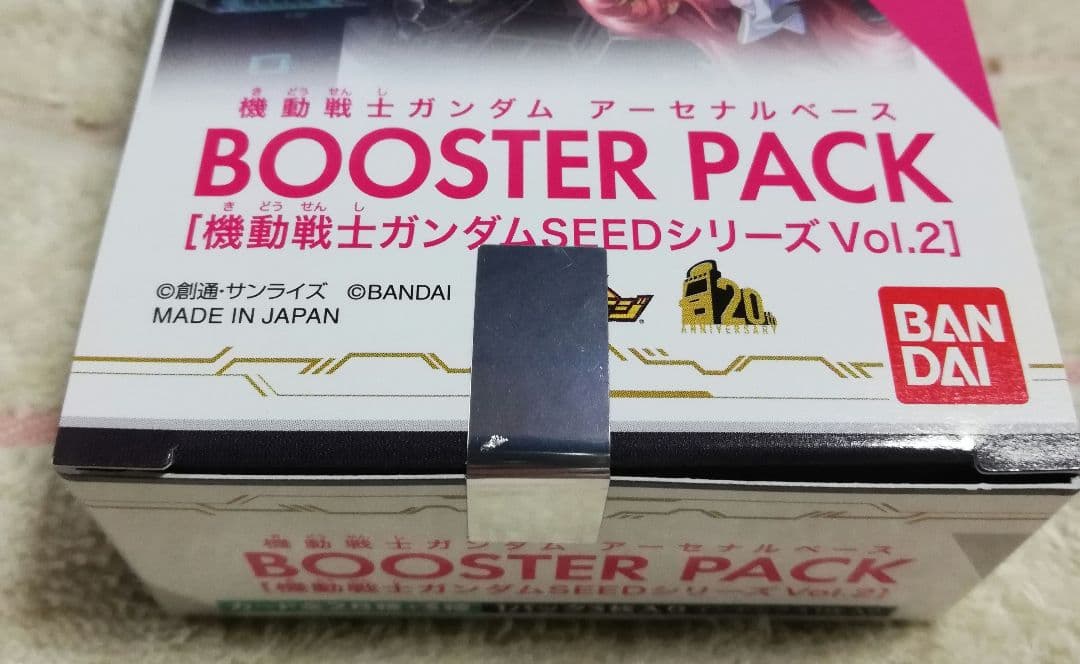 きどうせんし
機動戦士ガンダム アーセナルベース
BOOSTER PACK
きどうせんし
[機動戦士ガンダムSEEDシリーズ Vol.2]
©創通・サンライズ ©BANDAI
MADE IN JAPAN
20th
ANNIVERSARY
BAN
DAI
機動戦士ガンダム アーセナルベース
BOOSTER PACK
[機動戦士ガンダムSEEDシリーズ Vol.2]